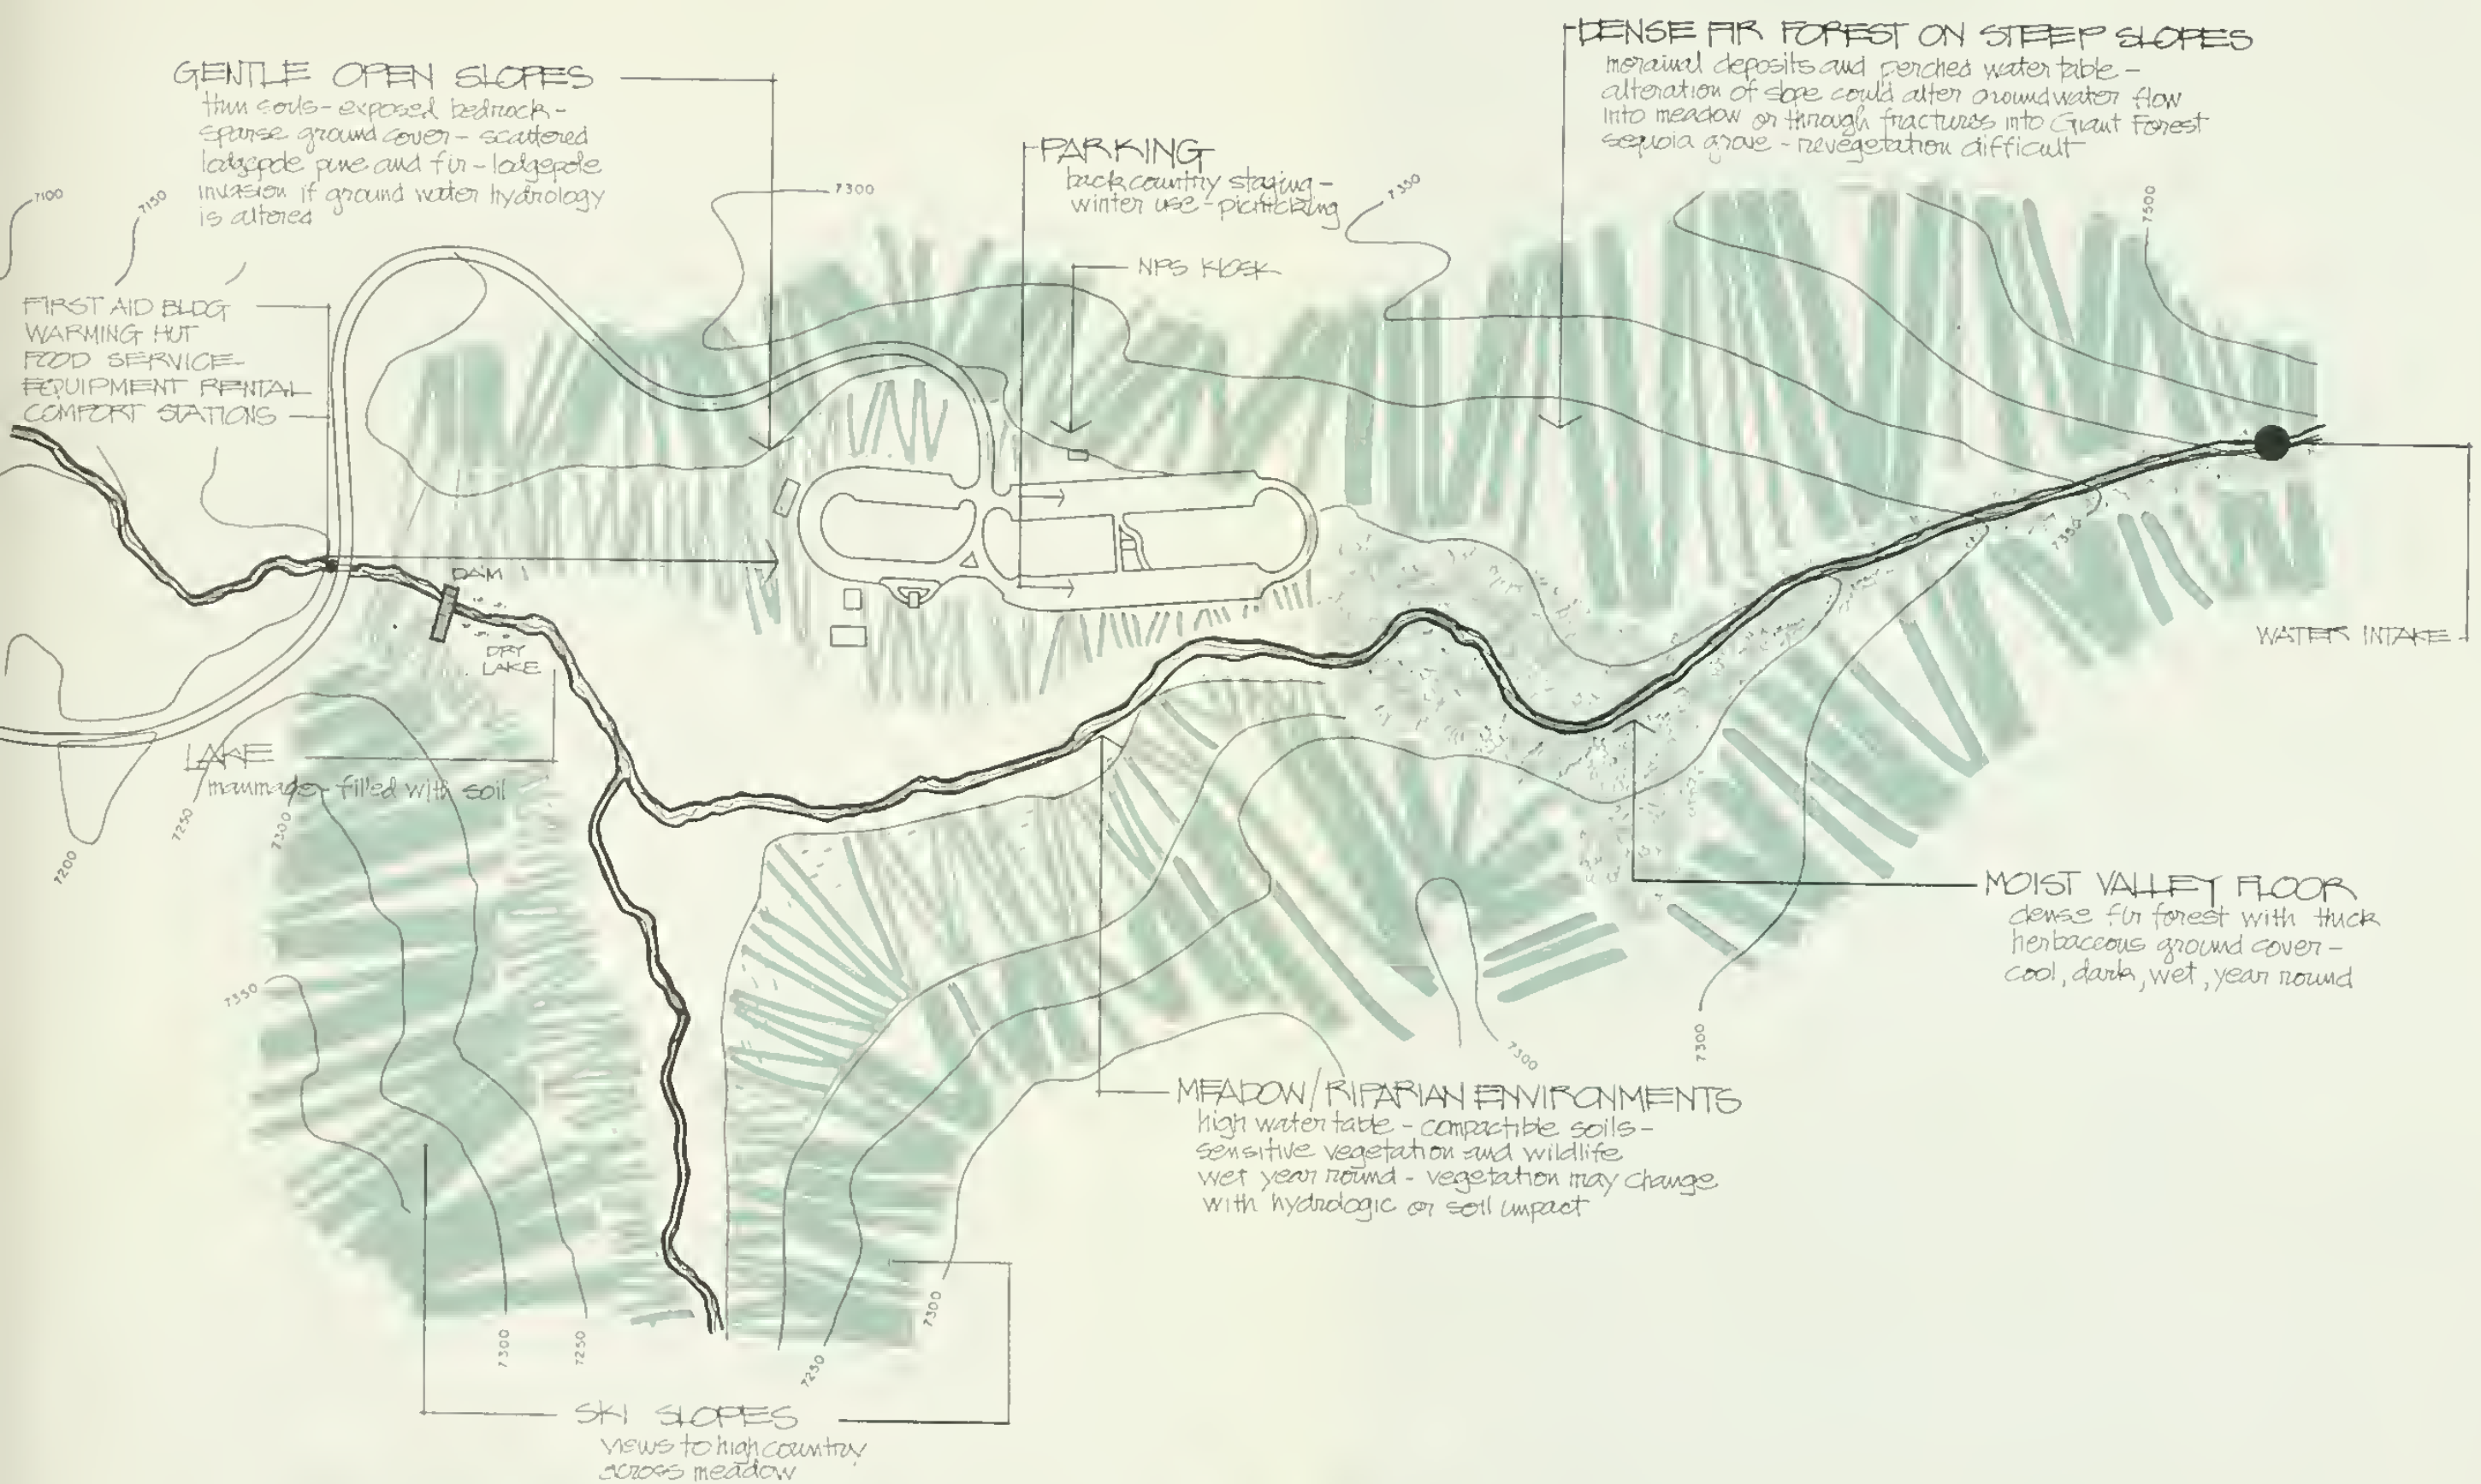 GENTLE OPEN SLOPES
thin soils - exposed bedrock -
sparse ground cover - scattered
lodgepole pine and fir - lodgepole
invasion if ground water hydrology
is altered
DENSE FIR FOREST ON STEEP SLOPES
morainal deposits and perched water table -
alteration of slope could alter groundwater flow
into meadow or through fractures into Giant Forest
sequoia grove - revegetation difficult
PARKING
backcountry staging -
winter use - picnicking
NPS KIOSK
7100
7150
7300
7350
7500
FIRST AID BLDG
WARMING HUT
FOOD SERVICE
EQUIPMENT RENTAL
COMFORT STATIONS
DAM
DRY
LAKE
7350
WATER INTAKE
LAKE
manmade - filled with soil
7250
7300
7200
MOIST VALLEY FLOOR
dense fir forest with thick
herbaceous ground cover -
cool, dark, wet, year round
7350
7300
7300
MEADOW/RIPARIAN ENVIRONMENTS
high water table - compactible soils -
sensitive vegetation and wildlife
wet year round - vegetation may change
with hydrologic or soil impact
7300
7250
7250
7300
SKI SLOPES
views to high country
across meadow